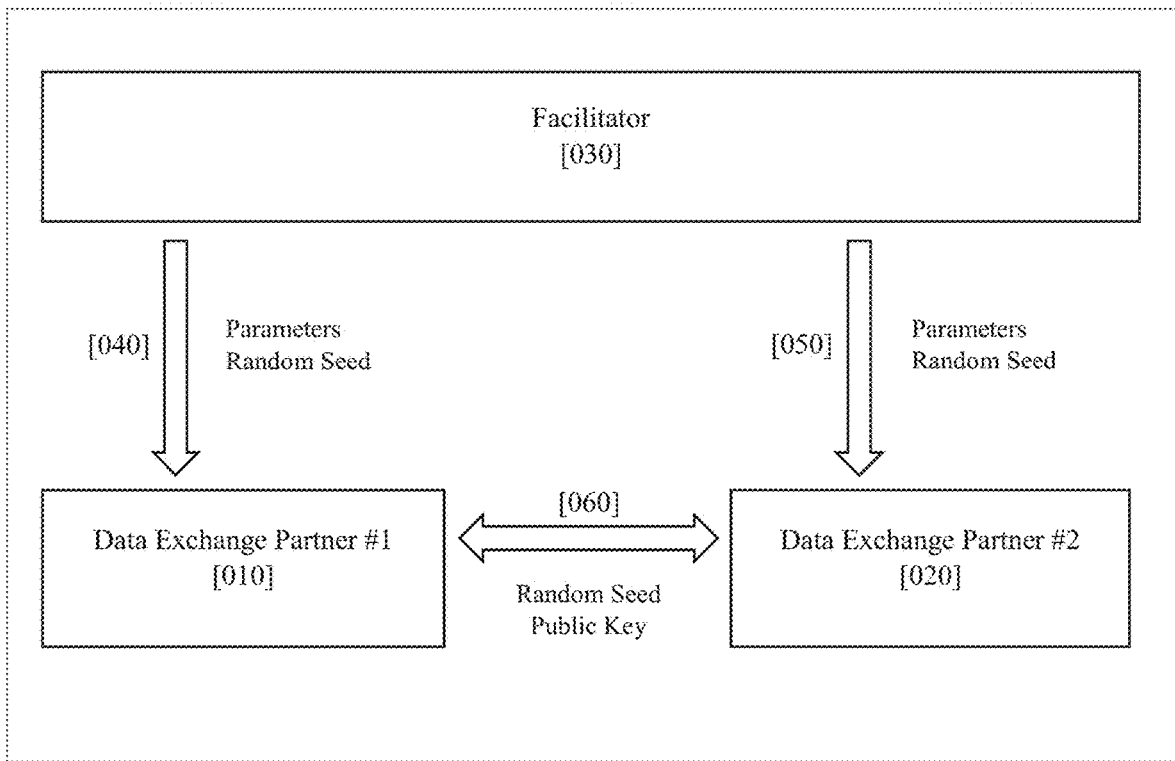 Facilitator
[030]
[040]
Parameters
Random Seed
[050]
Parameters
Random Seed
Data Exchange Partner #1
[010]
[060]
Random Seed
Public Key
Data Exchange Partner #2
[020]